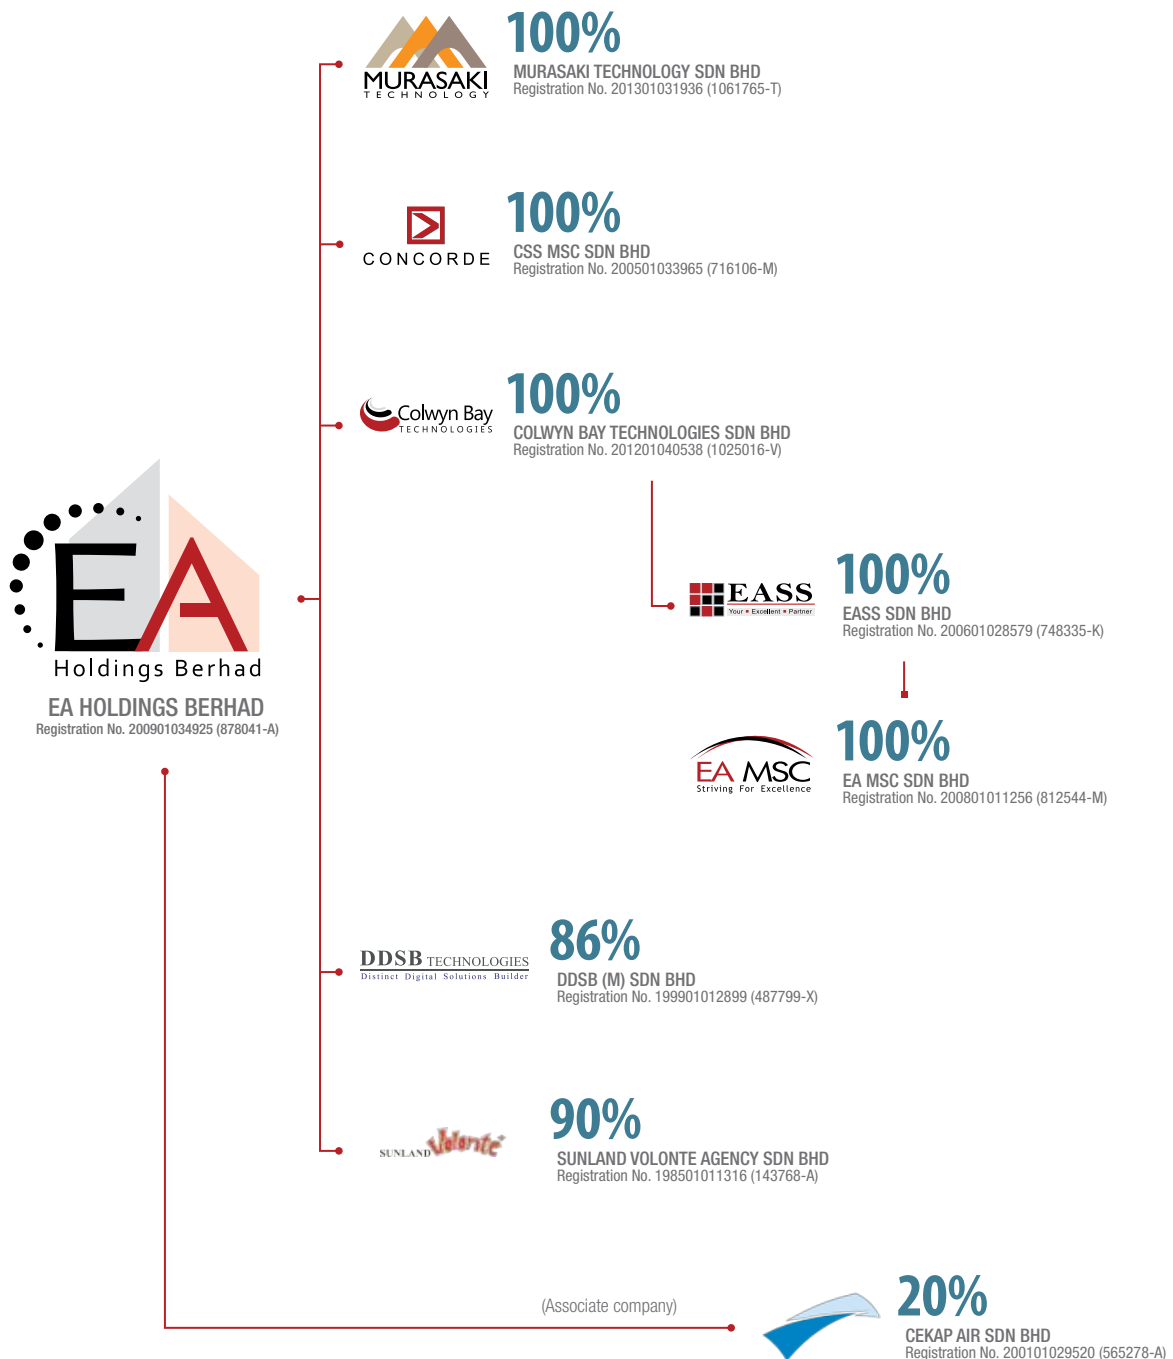 100%
MURASAKI
TECHNOLOGY
MURASAKI TECHNOLOGY SDN BHD
Registration No. 201301031936 (1061765-T)
100%
CONCORDE
CSS MSC SDN BHD
Registration No. 200501033965 (716106-M)
100%
Colwyn Bay
TECHNOLOGIES
COLWYN BAY TECHNOLOGIES SDN BHD
Registration No. 201201040538 (1025016-V)
EA
Holdings Berhad
EA HOLDINGS BERHAD
Registration No. 200901034925 (878041-A)
100%
EASS
Your ▪ Excellent ▪ Partner
EASS SDN BHD
Registration No. 200601028579 (748335-K)
100%
EA MSC
Striving For Excellence
EA MSC SDN BHD
Registration No. 200801011256 (812544-M)
86%
DDSB TECHNOLOGIES
Distinct Digital Solutions Builder
DDSB (M) SDN BHD
Registration No. 199901012899 (487799-X)
90%
SUNLAND Volonté
SUNLAND VOLONTE AGENCY SDN BHD
Registration No. 198501011316 (143768-A)
(Associate company)
20%
CEKAP AIR SDN BHD
Registration No. 200101029520 (565278-A)